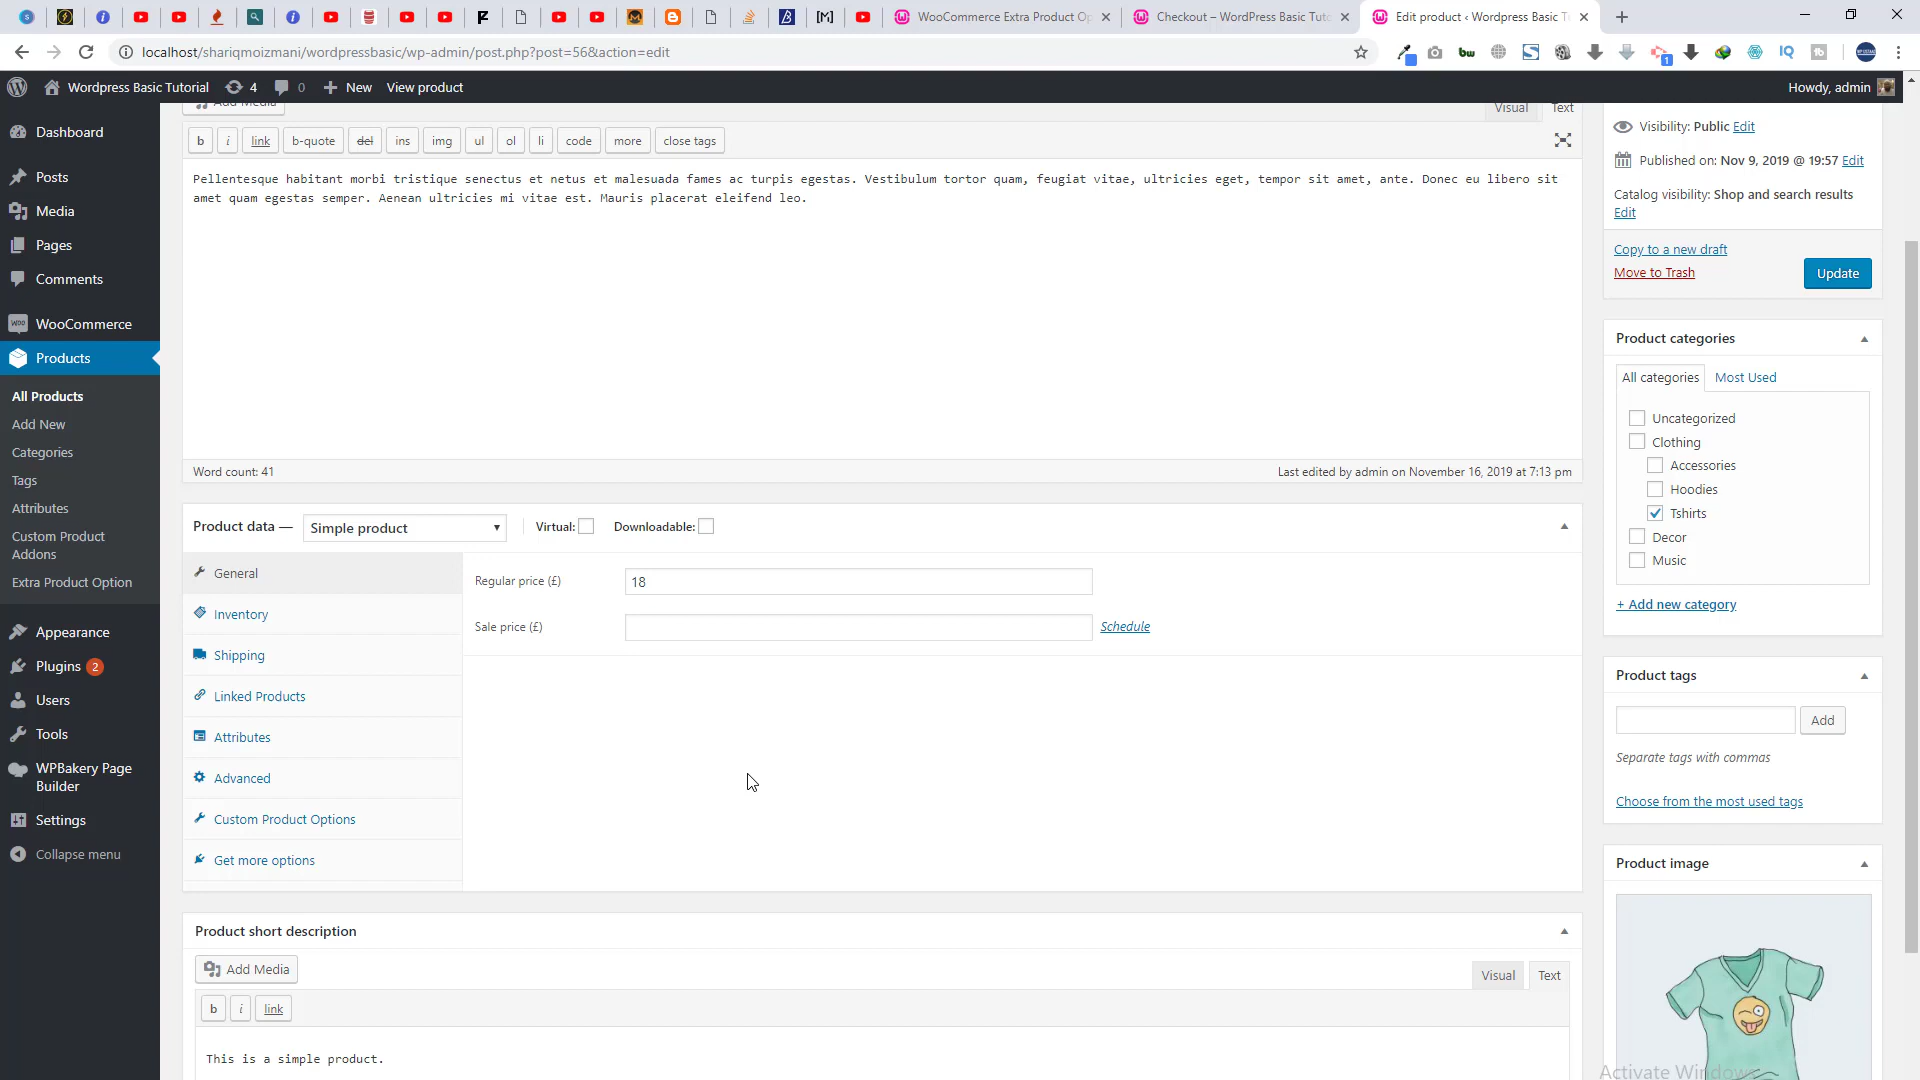 WooCommerce Extra Product Op
Checkout – WordPress Basic Tuto
Edit product ‹ Wordpress Basic T
localhost/shariqmoizmani/wordpressbasic/wp-admin/post.php?post=56&action=edit
Wordpress Basic Tutorial
4
0
New
View product
Howdy, admin
Dashboard
Posts
Media
Pages
Comments
WooCommerce
Products
All Products
Add New
Categories
Tags
Attributes
Custom Product
Addons
Extra Product Option
Appearance
Plugins 2
Users
Tools
WPBakery Page
Builder
Settings
Collapse menu
Add Media
Visual
Text
b
i
link
b-quote
del
ins
img
ul
ol
li
code
more
close tags
Pellentesque habitant morbi tristique senectus et netus et malesuada fames ac turpis egestas. Vestibulum tortor quam, feugiat vitae, ultricies eget, tempor sit amet, ante. Donec eu libero sit
amet quam egestas semper. Aenean ultricies mi vitae est. Mauris placerat eleifend leo.
Word count: 41
Last edited by admin on November 16, 2019 at 7:13 pm
Product data —
Simple product
Virtual:
Downloadable:
General
Inventory
Shipping
Linked Products
Attributes
Advanced
Custom Product Options
Get more options
Regular price (£)
18
Sale price (£)
Schedule
Product short description
Add Media
Visual
Text
b
i
link
This is a simple product.
Visibility: Public Edit
Published on: Nov 9, 2019 @ 19:57 Edit
Catalog visibility: Shop and search results
Edit
Copy to a new draft
Move to Trash
Update
Product categories
All categories
Most Used
Uncategorized
Clothing
Accessories
Hoodies
Tshirts
Decor
Music
+ Add new category
Product tags
Add
Separate tags with commas
Choose from the most used tags
Product image
Activate Windows